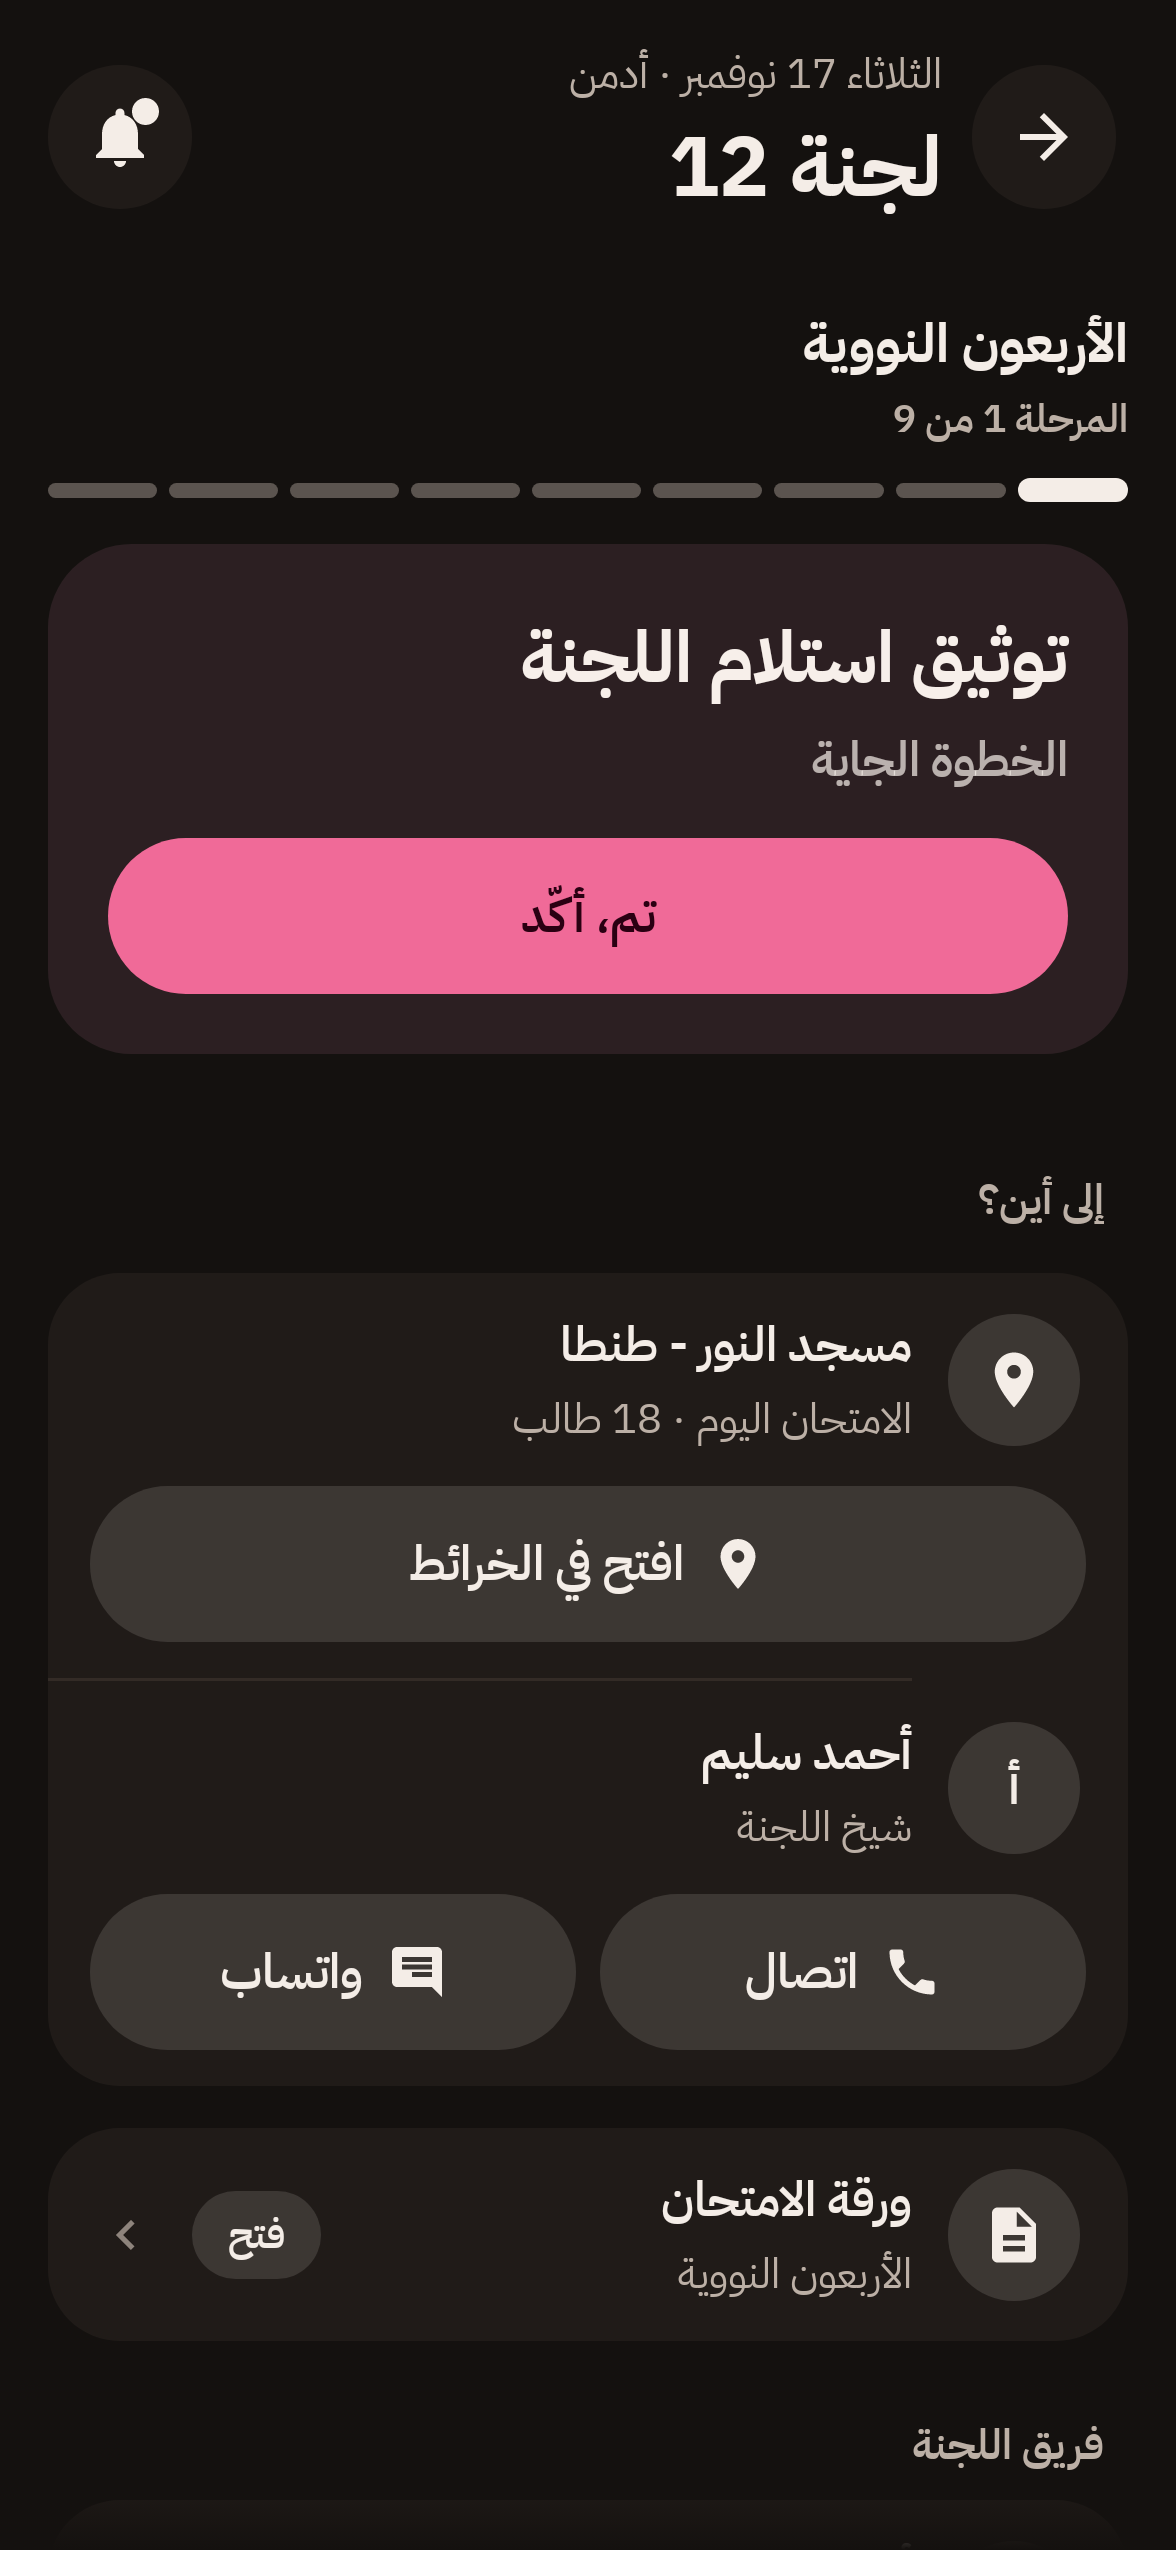 الثلاثاء 17 نوفمبر · أدمن
لجنة 12
الأربعون النووية
المرحلة 1 من 9
توثيق استلام اللجنة
الخطوة الجاية
تم، أكّد
إلى أين؟
مسجد النور - طنطا
الامتحان اليوم · 18 طالب
افتح في الخرائط
أ
أحمد سليم
شيخ اللجنة
اتصال
واتساب
ورقة الامتحان
الأربعون النووية
فتح
فريق اللجنة